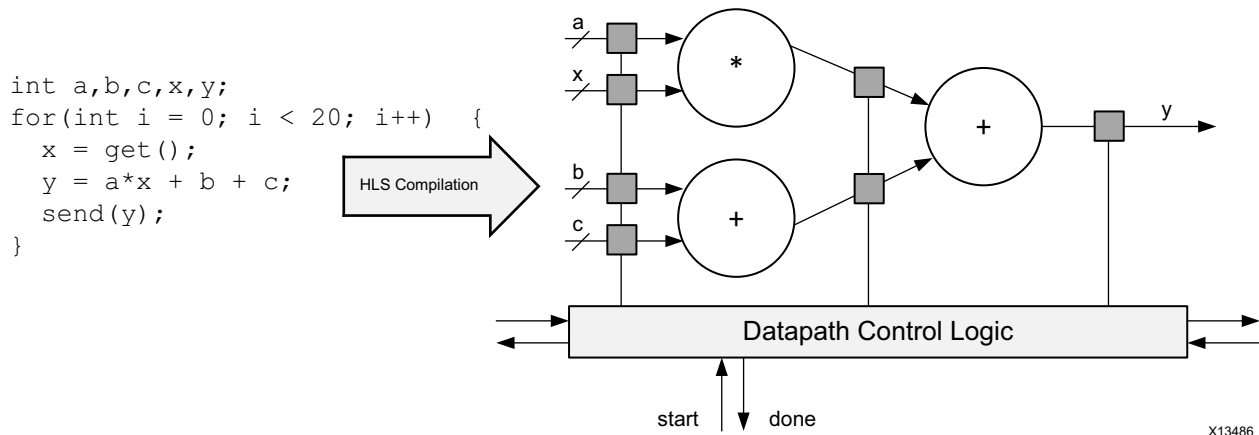 int a,b,c,x,y;
for(int i = 0; i < 20; i++) {
x = get();
y = a*x + b + c;
send(y);
}
HLS Compilation
a
x
b
c
*
+
+
y
Datapath Control Logic
start
done
X13486